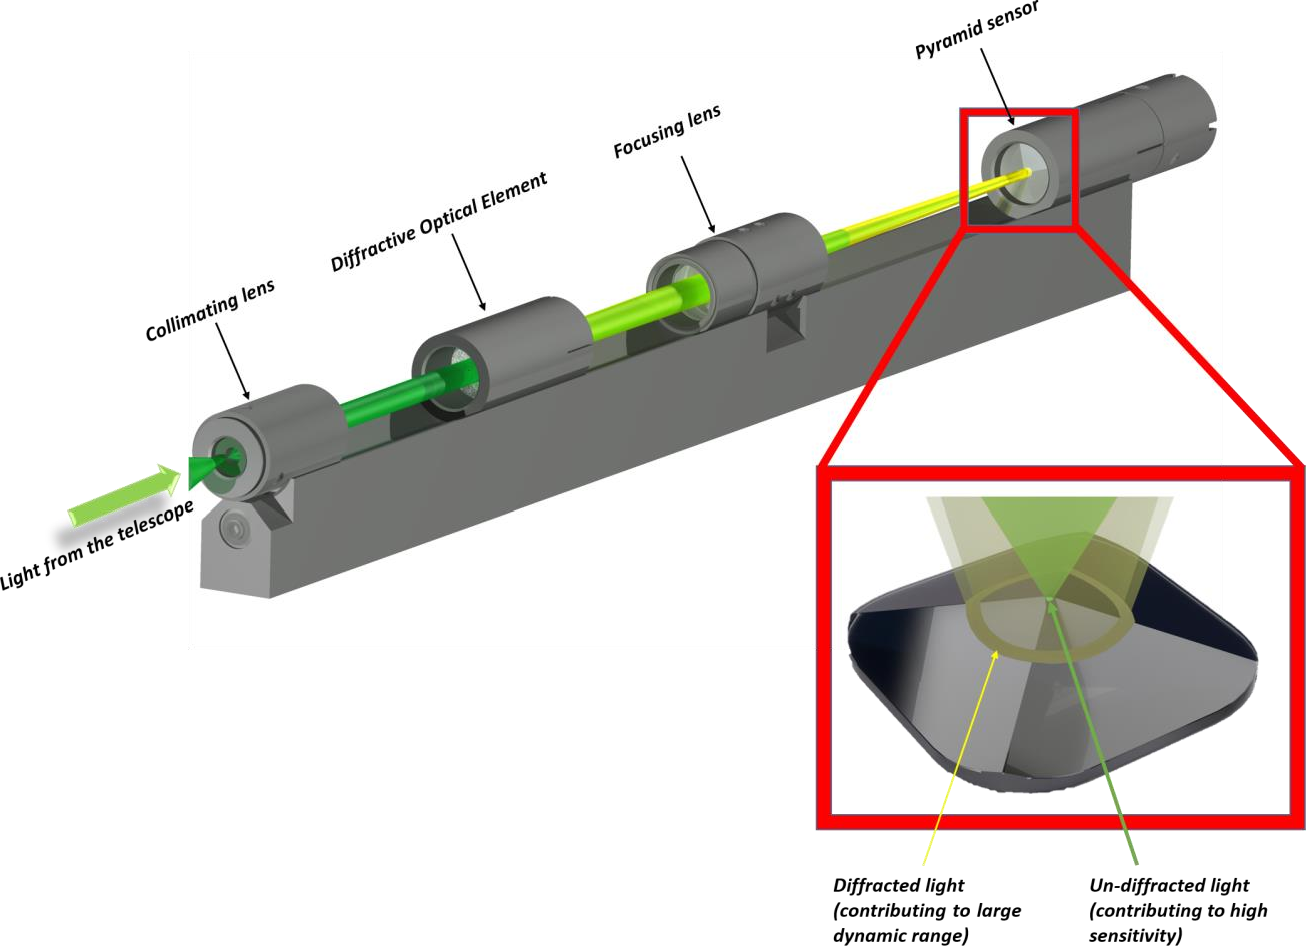 Pyramid sensor
Focusing lens
Diffractive Optical Element
Collimating lens
Light from the telescope
Diffracted light
(contributing to large
dynamic range)
Un-diffracted light
(contributing to high
sensitivity)